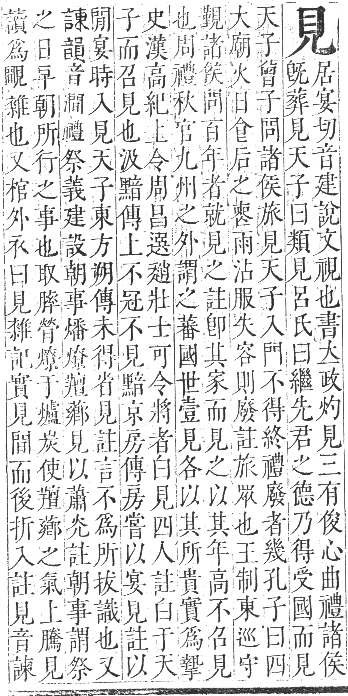 見居宴切音建說文視也書大政灼見三有俊心曲禮諸侯
旣葬見天子曰類見呂氏曰繼先君之德乃得受國而見
天子曾子問諸侯旅見天子入門不得終禮廢者幾孔子曰四
大廟火日食后之喪雨沾服失容則廢註旅眾也王制東巡守
覲諸侯問百年者就見之註卽其家而見之以其年高不召見
也周禮秋官九州之外謂之蕃國世壹見各以其所貴實為摯
史漢高紀上令周昌選趙壯士可令將者白見四人註白于天
子而召見也汲黯傳上不冠不見黯京房傳房嘗以宴見註以
閒宴時入見天子東方朔傳未得省見註言不為所拔識也又
諫韻音澗禮祭義建設朝事燔燎羶薌見以蕭炗註朝事謂祭
之日早朝所行之事也取膟膋燎于爐炭使羶薌之氣上騰見
讀為覸雜也又棺外衣曰見雜記實見閒而後折入註見音諫